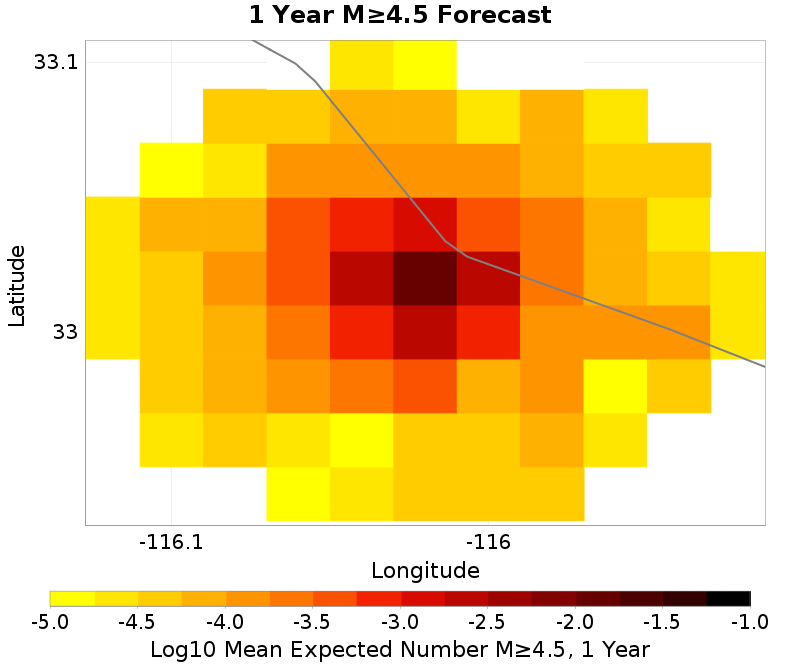 1 Year M≥4.5 Forecast
33.1
33
Latitude
-116.1
-116
Longitude
-5.0 -4.5 -4.0 -3.5 -3.0 -2.5 -2.0 -1.5 -1.0
Log10 Mean Expected Number M≥4.5, 1 Year